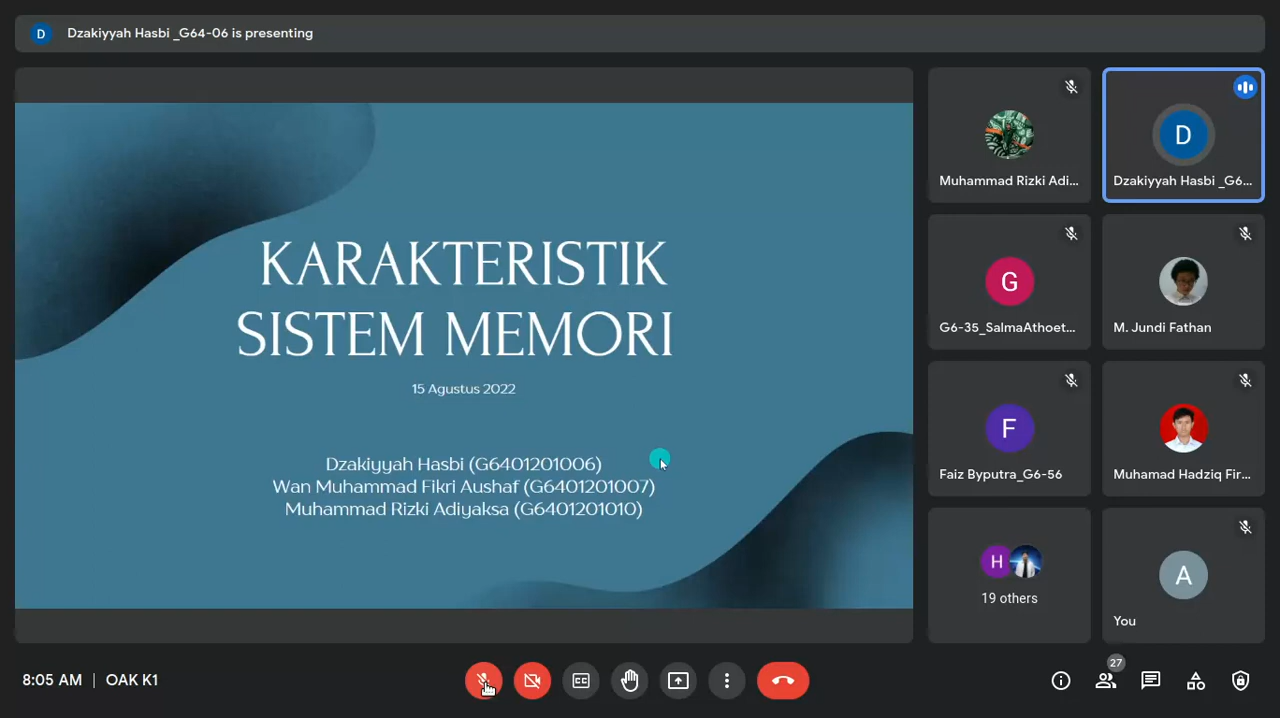 D
Dzakiyyah Hasbi _G64-06 is presenting
KARAKTERISTIK
SISTEM MEMORI
15 Agustus 2022
Dzakiyyah Hasbi (G6401201006)
Wan Muhammad Fikri Aushaf (G6401201007)
Muhammad Rizki Adiyaksa (G6401201010)
Muhammad Rizki Adi...
D
Dzakiyyah Hasbi _G6...
G
G6-35_SalmaAthoet...
M. Jundi Fathan
F
Faiz Byputra_G6-56
Muhamad Hadziq Fir...
H
19 others
A
You
8:05 AM | OAK K1
CC
27